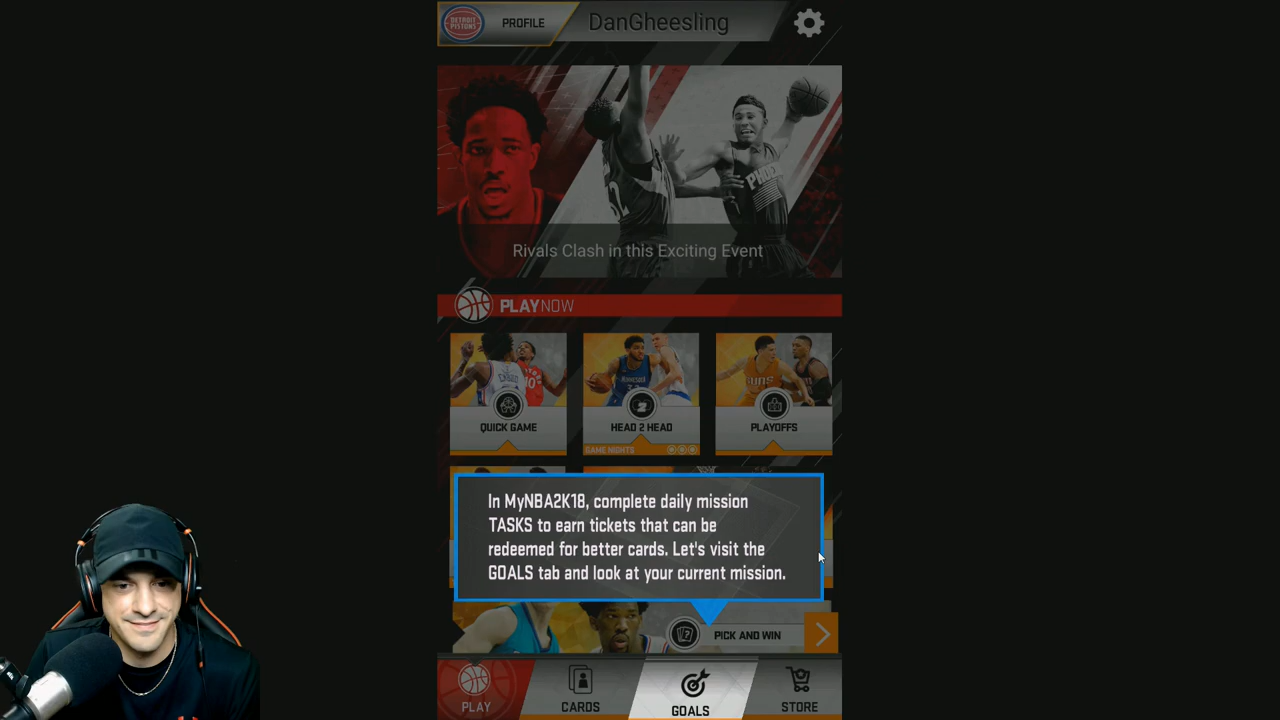 DETROIT
PISTONS
PROFILE
DanGheesling
PHOE
Rivals Clash in this Exciting Event
PLAYNOW
QUICK GAME
HEAD 2 HEAD
PLAYOFFS
GAME NIGHTS
In MyNBA2K18, complete daily mission
TASKS to earn tickets that can be
redeemed for better cards. Let's visit the
GOALS tab and look at your current mission.
PICK AND WIN
PLAY
CARDS
GOALS
STORE